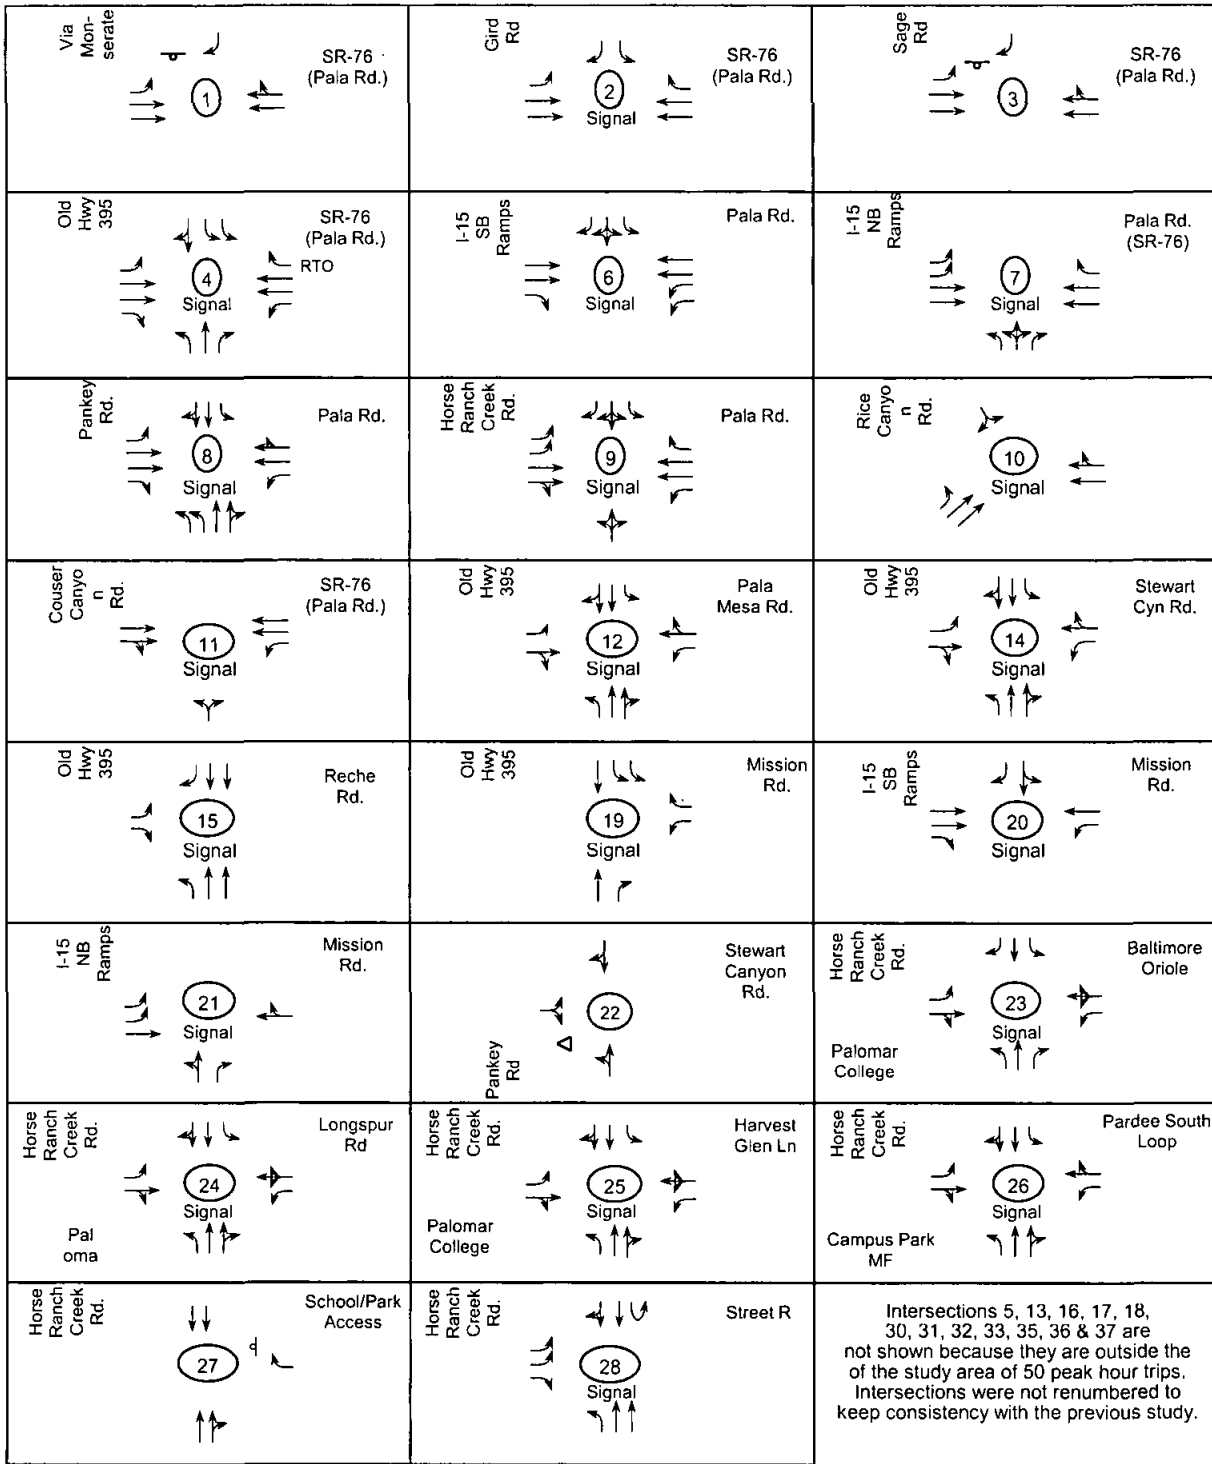 Via
Mon-
serate
SR-76
(Pala Rd.)
1
Gird
Rd
SR-76
(Pala Rd.)
2
Signal
Sage
Rd
SR-76
(Pala Rd.)
3
Old
Hwy
395
SR-76
(Pala Rd.)
RTO
4
Signal
I-15
SB
Ramps
Pala Rd.
6
Signal
I-15
NB
Ramps
Pala Rd.
(SR-76)
7
Signal
Pankey
Rd.
Pala Rd.
8
Signal
Horse
Ranch
Creek
Rd.
Pala Rd.
9
Signal
Rice
Canyo
n
Rd.
10
Signal
Couser
Canyo
n
Rd.
SR-76
(Pala Rd.)
11
Signal
Old
Hwy
395
Pala
Mesa Rd.
12
Signal
Old
Hwy
395
Stewart
Cyn Rd.
14
Signal
Old
Hwy
395
Reche
Rd.
15
Signal
Old
Hwy
395
Mission
Rd.
19
Signal
I-15
SB
Ramps
Mission
Rd.
20
Signal
I-15
NB
Ramps
Mission
Rd.
21
Signal
Stewart
Canyon
Rd.
22
Pankey
Rd
Horse
Ranch
Creek
Rd.
Baltimore
Oriole
23
Signal
Palomar
College
Horse
Ranch
Creek
Rd.
Longspur
Rd
24
Signal
Pal
oma
Horse
Ranch
Creek
Rd.
Harvest
Glen Ln
25
Signal
Palomar
College
Horse
Ranch
Creek
Rd.
Pardee South
Loop
26
Signal
Campus Park
MF
Horse
Ranch
Creek
Rd.
School/Park
Access
27
Horse
Ranch
Creek
Rd.
Street R
28
Signal
Intersections 5, 13, 16, 17, 18,
30, 31, 32, 33, 35, 36 & 37 are
not shown because they are outside the
of the study area of 50 peak hour trips.
Intersections were not renumbered to
keep consistency with the previous study.